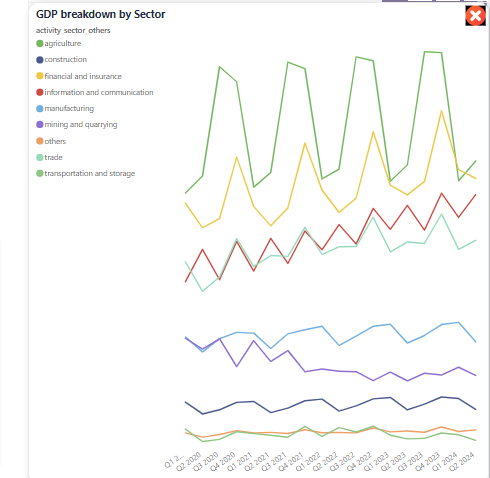 GDP breakdown by Sector
activity_sector_others
agriculture
construction
financial and insurance
information and communication
manufacturing
mining and quarrying
others
trade
transportation and storage
Q1 2...
Q2 2020
Q3 2020
Q4 2020
Q1 2021
Q2 2021
Q3 2021
Q4 2021
Q1 2022
Q2 2022
Q3 2022
Q4 2022
Q1 2023
Q2 2023
Q3 2023
Q4 2023
Q1 2024
Q2 2024